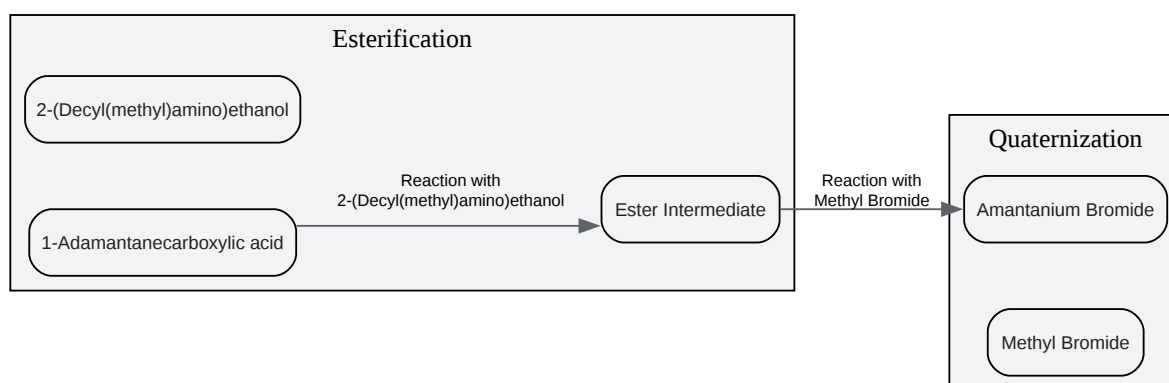 Esterification
2-(Decyl(methyl)amino)ethanol
1-Adamantanecarboxylic acid
Reaction with
2-(Decyl(methyl)amino)ethanol
Ester Intermediate
Reaction with
Methyl Bromide
Quaternization
Amantanium Bromide
Methyl Bromide